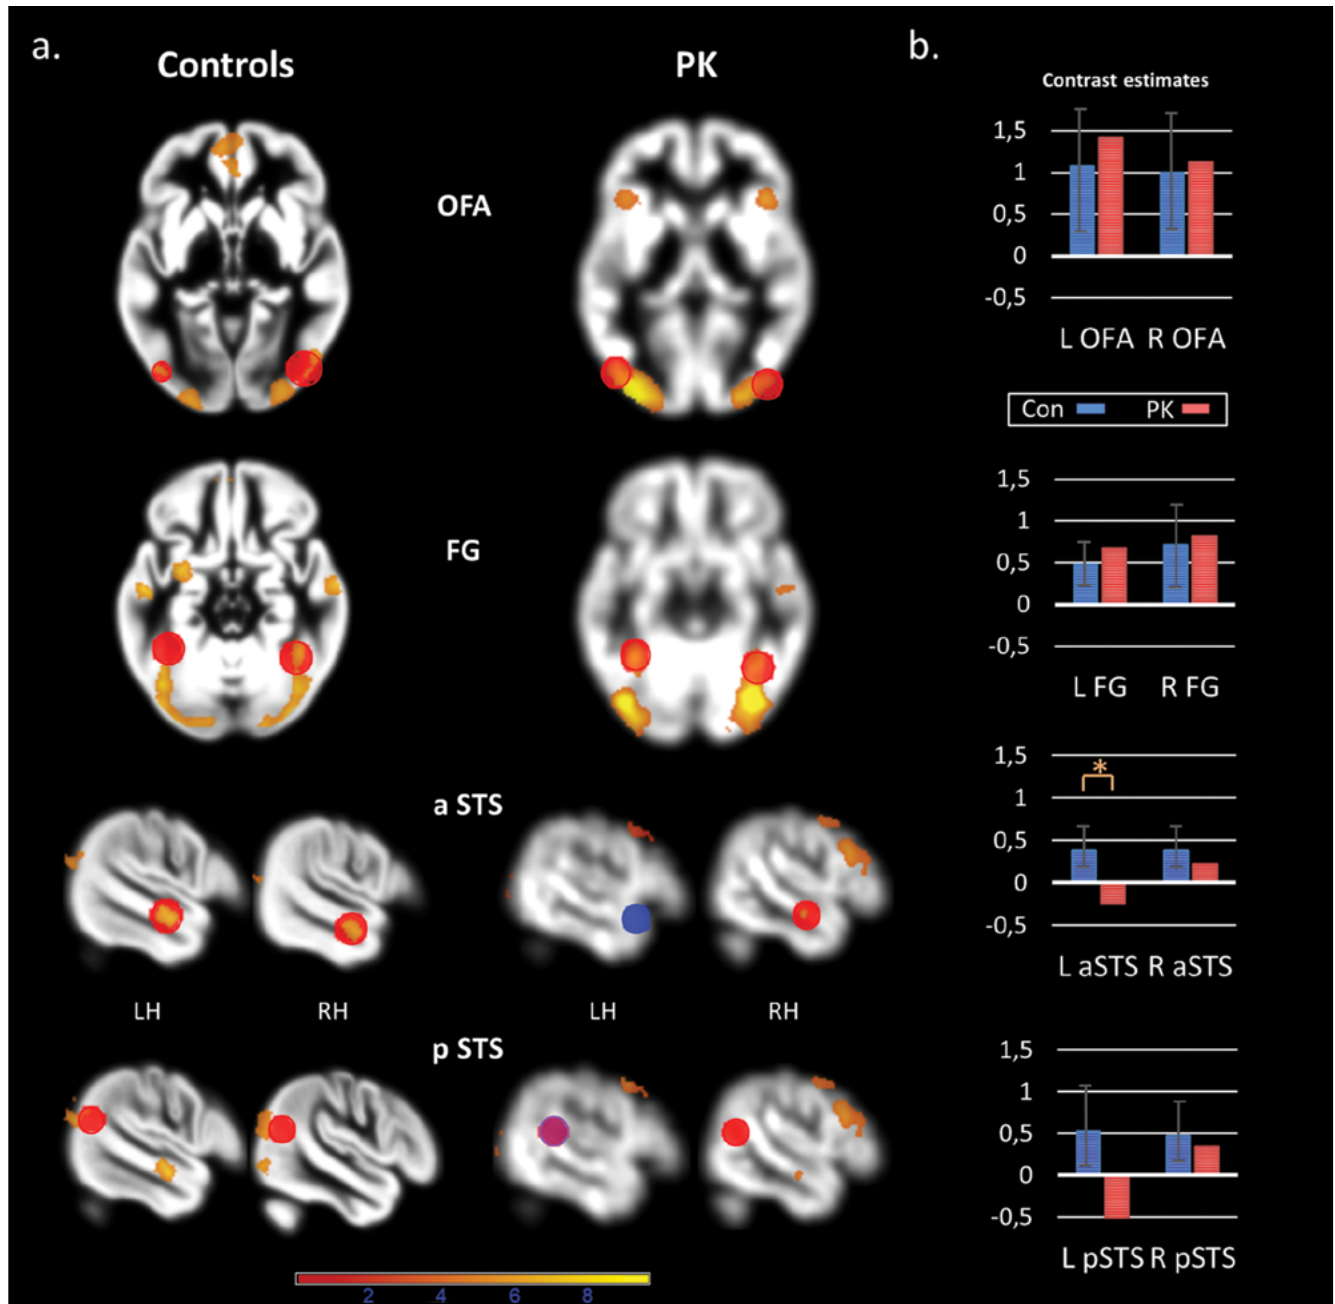 a.
Controls
PK
OFA
FG
a STS
LH
RH
LH
RH
p STS
2 4 6 8
b.
Contrast estimates
1,5
1
0,5
0
-0,5
L OFA R OFA
Con PK
1,5
1
0,5
0
-0,5
L FG R FG
1,5
*
1
0,5
0
-0,5
L aSTS R aSTS
1,5
1
0,5
0
-0,5
L pSTS R pSTS